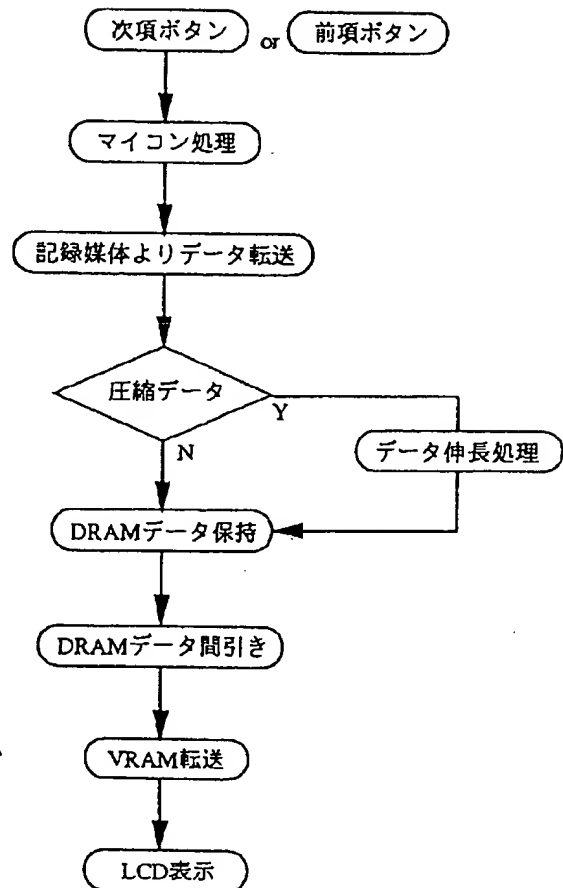 次項ボタン or 前項ボタン
マイコン処理
記録媒体よりデータ転送
圧縮データ
Y
N
データ伸長処理
DRAMデータ保持
DRAMデータ間引き
VRAM転送
LCD表示